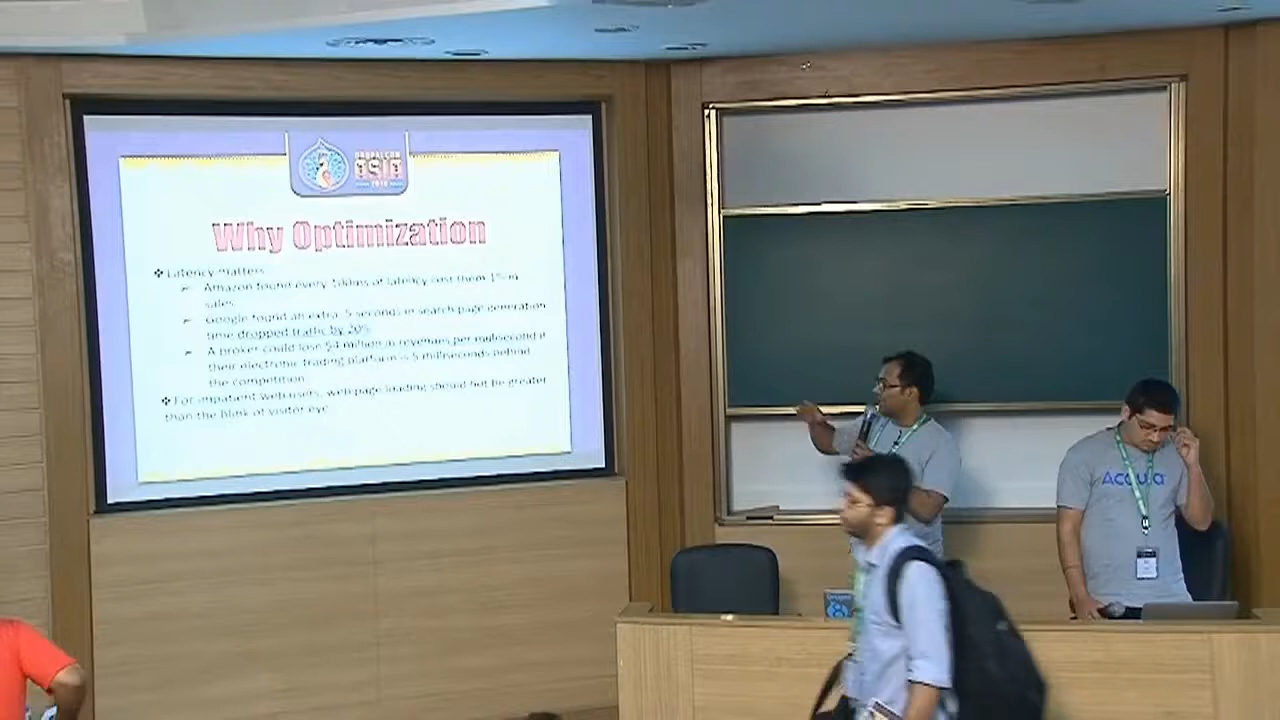 DRUPALCON
ASIA
2016
Why Optimization
❖ Latency matters
➢ Amazon found every 100ms of latency cost them 1% in
sales.
➢ Google found an extra .5 seconds in search page generation
time dropped traffic by 20%
➢ A broker could lose $4 million in revenues per millisecond if
their electronic trading platform is 5 milliseconds behind
the competition
❖ For impatient web users, web page loading should not be greater
than the blink of visitor eye
Acquia
8